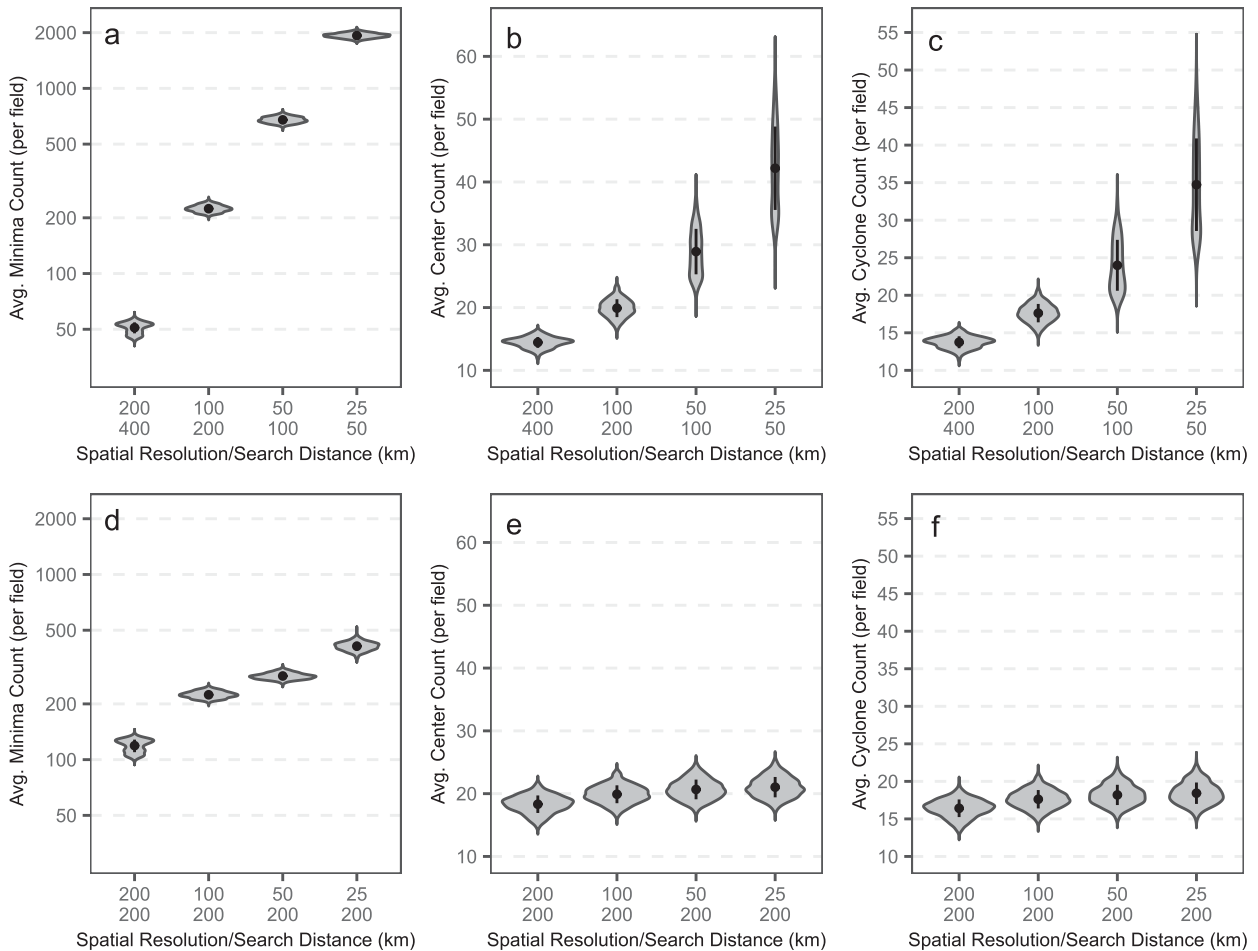 a
Avg. Minima Count (per field)
2000
1000
500
200
100
50
200 100 50 25
400 200 100 50
Spatial Resolution/Search Distance (km)
b
Avg. Center Count (per field)
60
50
40
30
20
10
200 100 50 25
400 200 100 50
Spatial Resolution/Search Distance (km)
c
Avg. Cyclone Count (per field)
55
50
45
40
35
30
25
20
15
10
200 100 50 25
400 200 100 50
Spatial Resolution/Search Distance (km)
d
Avg. Minima Count (per field)
2000
1000
500
200
100
50
200 100 50 25
200 200 200 200
Spatial Resolution/Search Distance (km)
e
Avg. Center Count (per field)
60
50
40
30
20
10
200 100 50 25
200 200 200 200
Spatial Resolution/Search Distance (km)
f
Avg. Cyclone Count (per field)
55
50
45
40
35
30
25
20
15
10
200 100 50 25
200 200 200 200
Spatial Resolution/Search Distance (km)